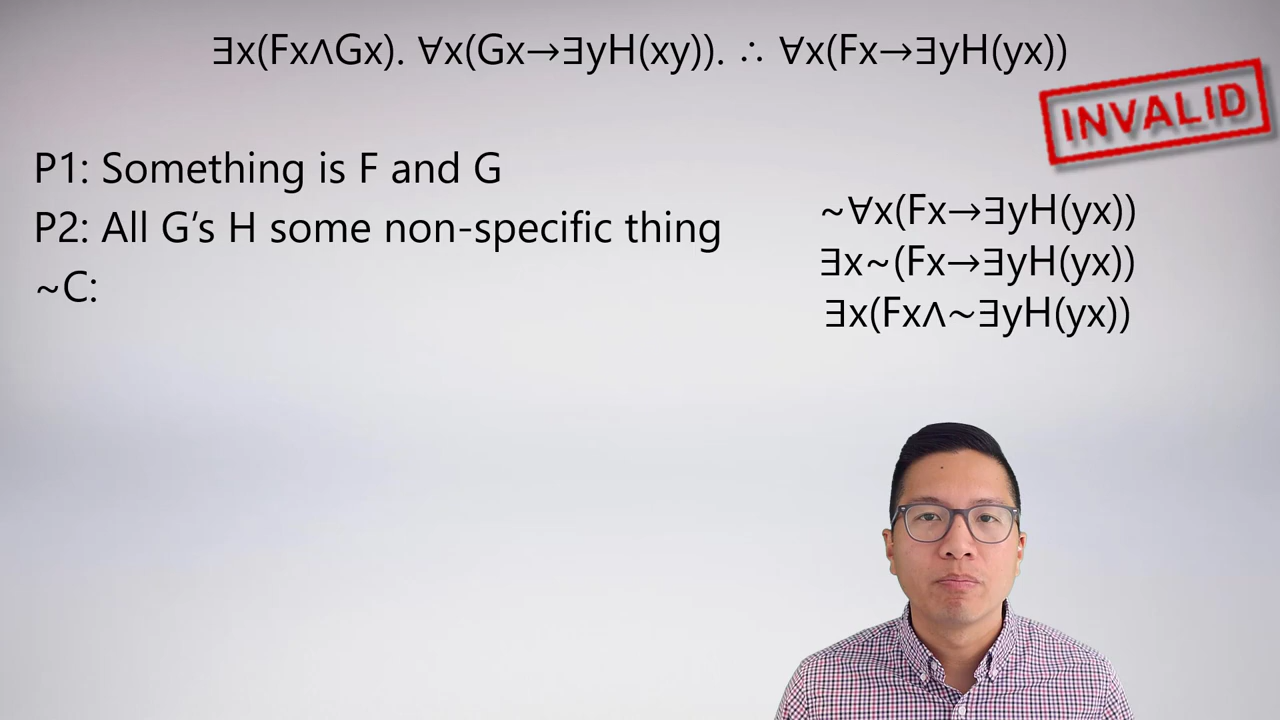 ∃x(Fx∧Gx). ∀x(Gx→∃yH(xy)). ∴ ∀x(Fx→∃yH(yx))
INVALID
P1: Something is F and G
P2: All G’s H some non-specific thing
~C:
~∀x(Fx→∃yH(yx))
∃x~(Fx→∃yH(yx))
∃x(Fx∧~∃yH(yx))